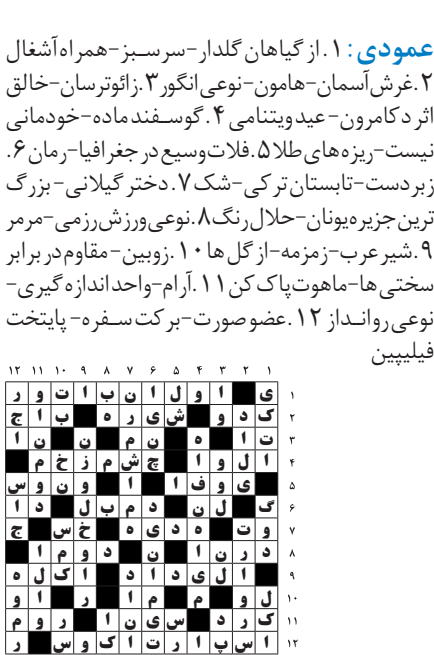 عمودی: ۱. از گیاهان گلدار-سرسبز-همراه آشغال
۲.غرش آسمان-هامون-نوعی انگور ۳.زائوترسان-خالق
اثر دکامرون-عید ویتنامی ۴.گوسفند ماده-خودمانی
نیست-ریزه های طلا ۵.فلات وسیع در جغرافیا-رمان ۶.
زبردست-تابستان ترکی-شک ۷.دختر گیلانی-بزرگ
ترین جزیره یونان-حلال رنگ ۸.نوعی ورزش رزمی-مرمر
۹.شیر عرب-زمزمه-از گل ها ۱۰.زوبین-مقاوم در برابر
سختی ها-ماهوت پاک کن ۱۱.آرام-واحد اندازه گیری-
نوعی روانداز ۱۲.عضو صورت-برکت سفره-پایتخت
فیلیپین
۱ ۲ ۳ ۴ ۵ ۶ ۷ ۸ ۹ ۱۰ ۱۱ ۱۲
۱ ی ا و ل ا ن ب ا ت و ر
۲ ک د و ش ی ر ه ب ا ج
۳ ت ا ه ن م ن ن ا
۴ ا ل و ا چ ش م ز خ م
۵ ی و ف ا ا و ن و س
۶ گ ل ن د م ب ل د ا
۷ و ت ه د ی ه خ س ج
۸ د ر ن ا ن د و م ا
۹ ا ل ی د ا د ا ک ل ه
۱۰ ل و م م ا ر ا و
۱۱ ک ر د س ی ن ا ر و م
۱۲ ا س پ ا ر ت ا ک و س ر